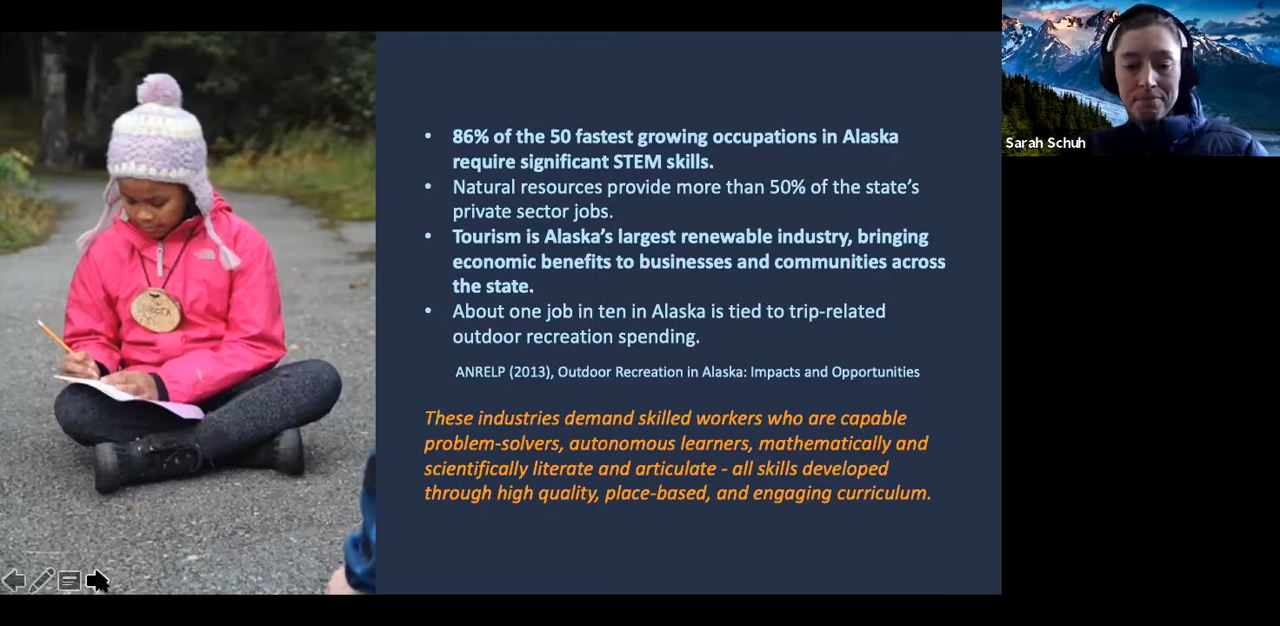 86% of the 50 fastest growing occupations in Alaska
require significant STEM skills.
Natural resources provide more than 50% of the state's
private sector jobs.
Tourism is Alaska's largest renewable industry, bringing
economic benefits to businesses and communities across
the state.
About one job in ten in Alaska is tied to trip-related
outdoor recreation spending.
ANRELP (2013), Outdoor Recreation in Alaska: Impacts and Opportunities
These industries demand skilled workers who are capable
problem-solvers, autonomous learners, mathematically and
scientifically literate and articulate - all skills developed
through high quality, place-based, and engaging curriculum.
Sarah Schuh